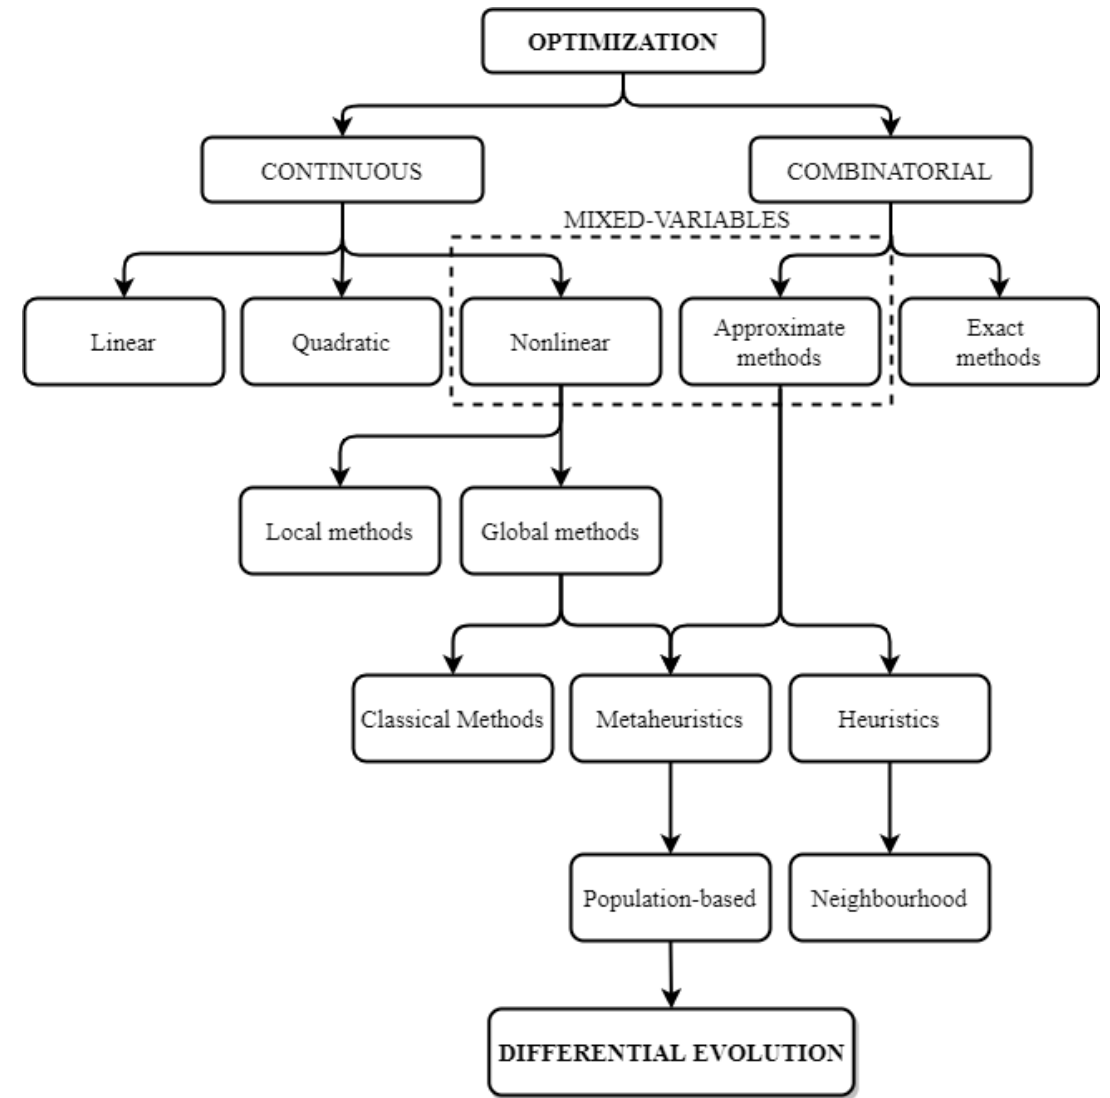 OPTIMIZATION
CONTINUOUS
COMBINATORIAL
MIXED-VARIABLES
Linear
Quadratic
Nonlinear
Approximate
methods
Exact
methods
Local methods
Global methods
Classical Methods
Metaheuristics
Heuristics
Population-based
Neighbourhood
DIFFERENTIAL EVOLUTION